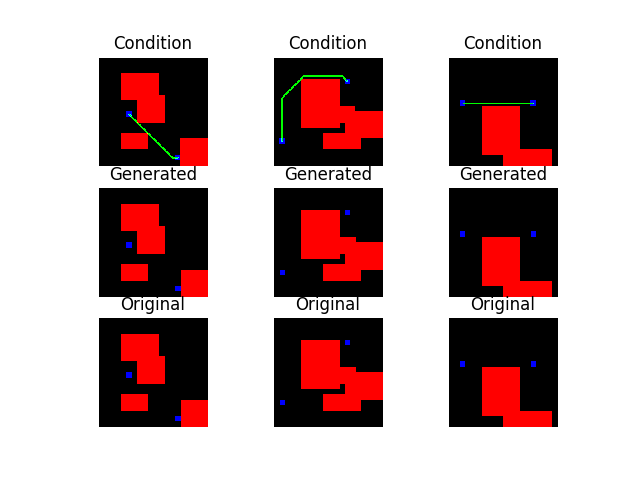 Condition Condition Condition
Generated Generated Generated
Original Original Original